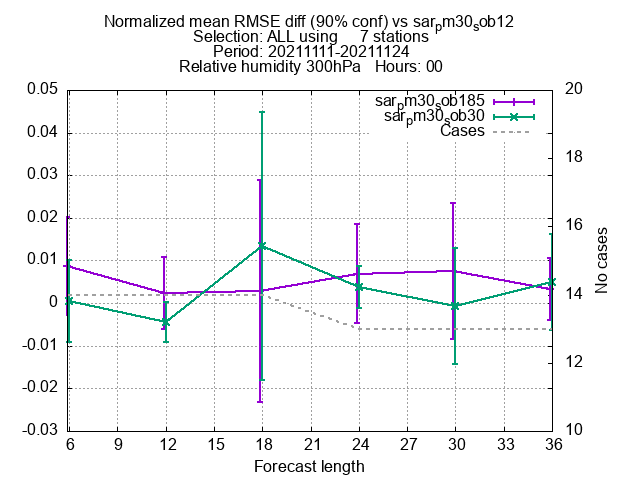 Normalized mean RMSE diff (90% conf) vs sarpm30sob12
Selection: ALL using     7 stations
Period: 20211111-20211124
Relative humidity 300hPa   Hours: 00
sarpm30sob185
sarpm30sob30
Cases
0.05
0.04
0.03
0.02
0.01
0
-0.01
-0.02
-0.03
20
18
16
14
12
10
No cases
6 9 12 15 18 21 24 27 30 33 36
Forecast length